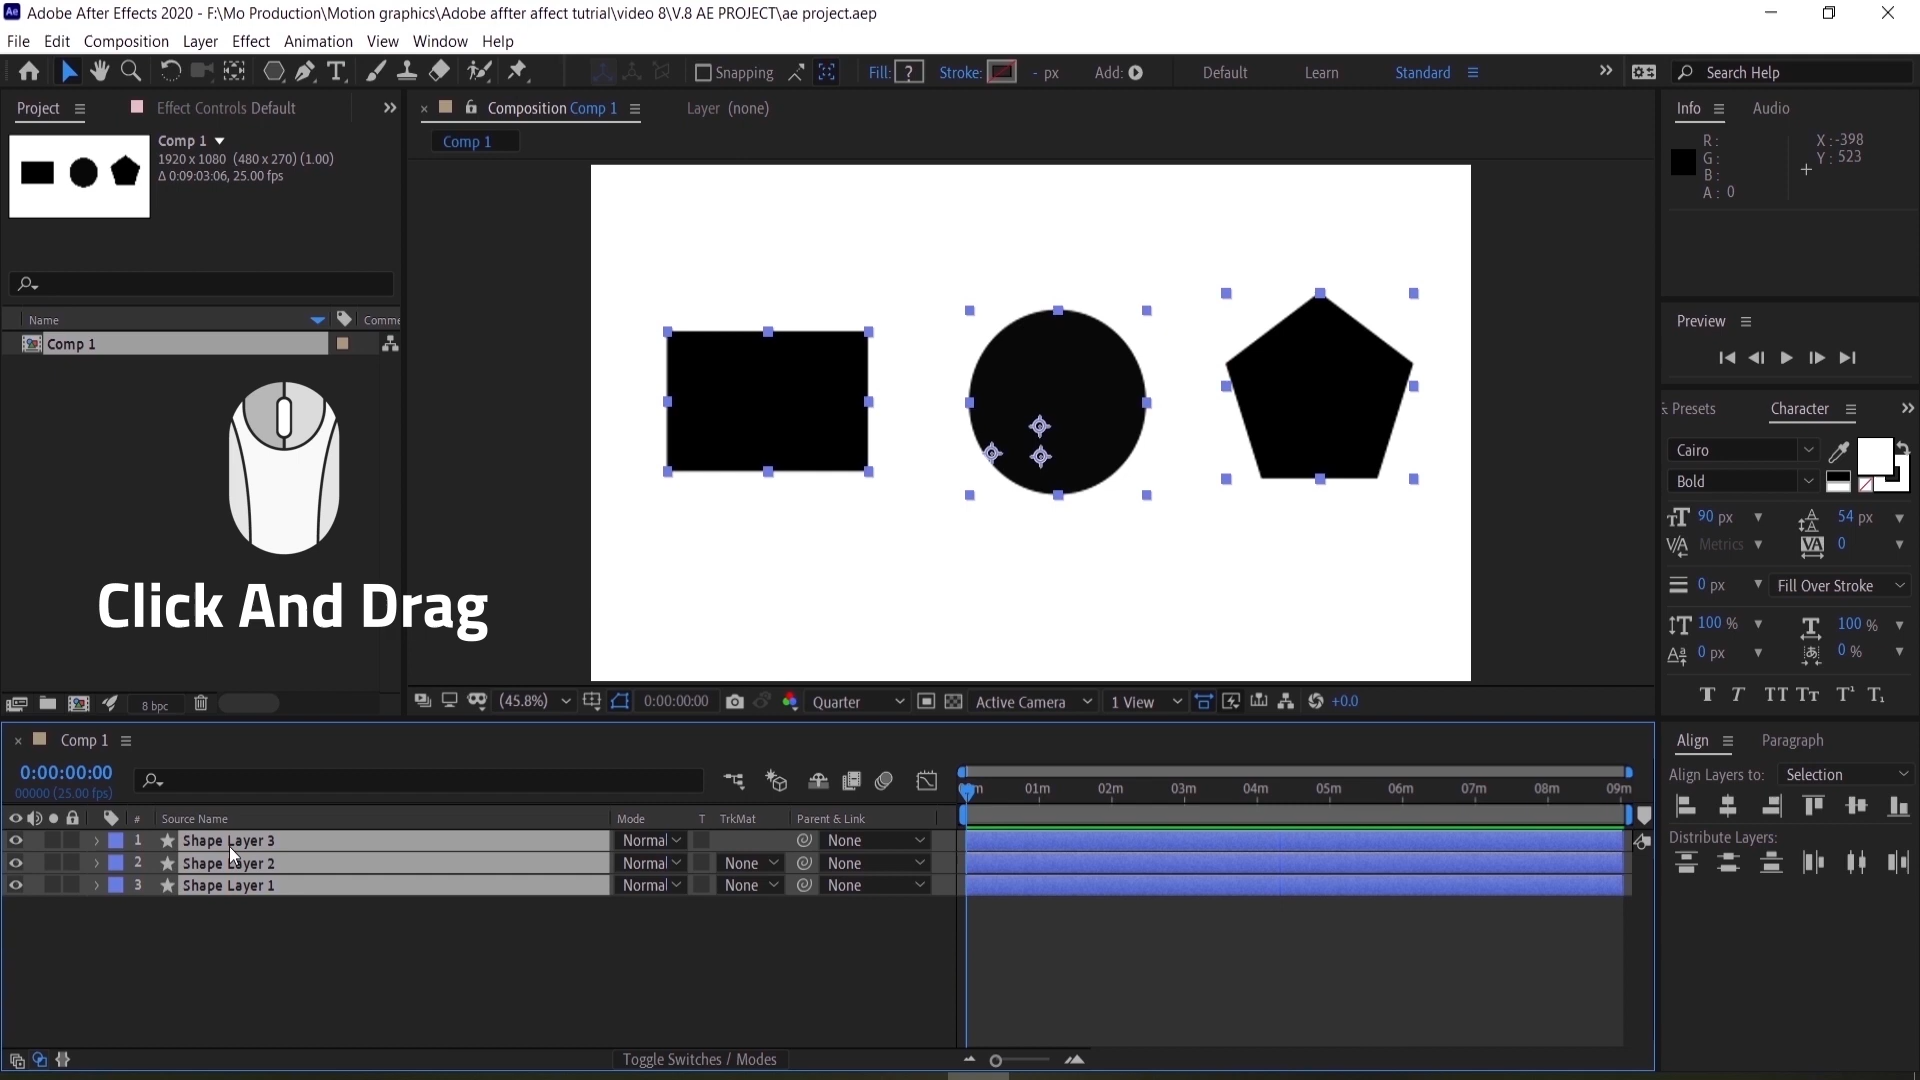 Adobe After Effects 2020 - F:\Mo Production\Motion graphics\Adobe affter affect tutrial\video 8\V.8 AE PROJECT\ae project.aep
File Edit Composition Layer Effect Animation View Window Help
Snapping Fill: ? Stroke: - px Add: Default Learn Standard Search Help
Project Effect Controls Default
Composition Comp 1 Layer (none)
Info Audio
Comp 1
1920 x 1080 (480 x 270) (1.00)
Δ 0:09:03:06, 25.00 fps
Comp 1
R :
G :
B :
A : 0
X : -398
Y : 523
Name Comme
Comp 1
Preview
Presets Character
Cairo
Bold
90 px 54 px
Metrics 0
0 px Fill Over Stroke
100 % 100 %
0 px 0 %
Click And Drag
8 bpc
(45.8%) 0:00:00:00 Quarter Active Camera 1 View +0.0
Comp 1
0:00:00:00
00000 (25.00 fps)
01m 02m 03m 04m 05m 06m 07m 08m 09m
# Source Name Mode T TrkMat Parent & Link
1 Shape Layer 3 Normal None
2 Shape Layer 2 Normal None None
3 Shape Layer 1 Normal None None
Toggle Switches / Modes
Align Paragraph
Align Layers to: Selection
Distribute Layers: